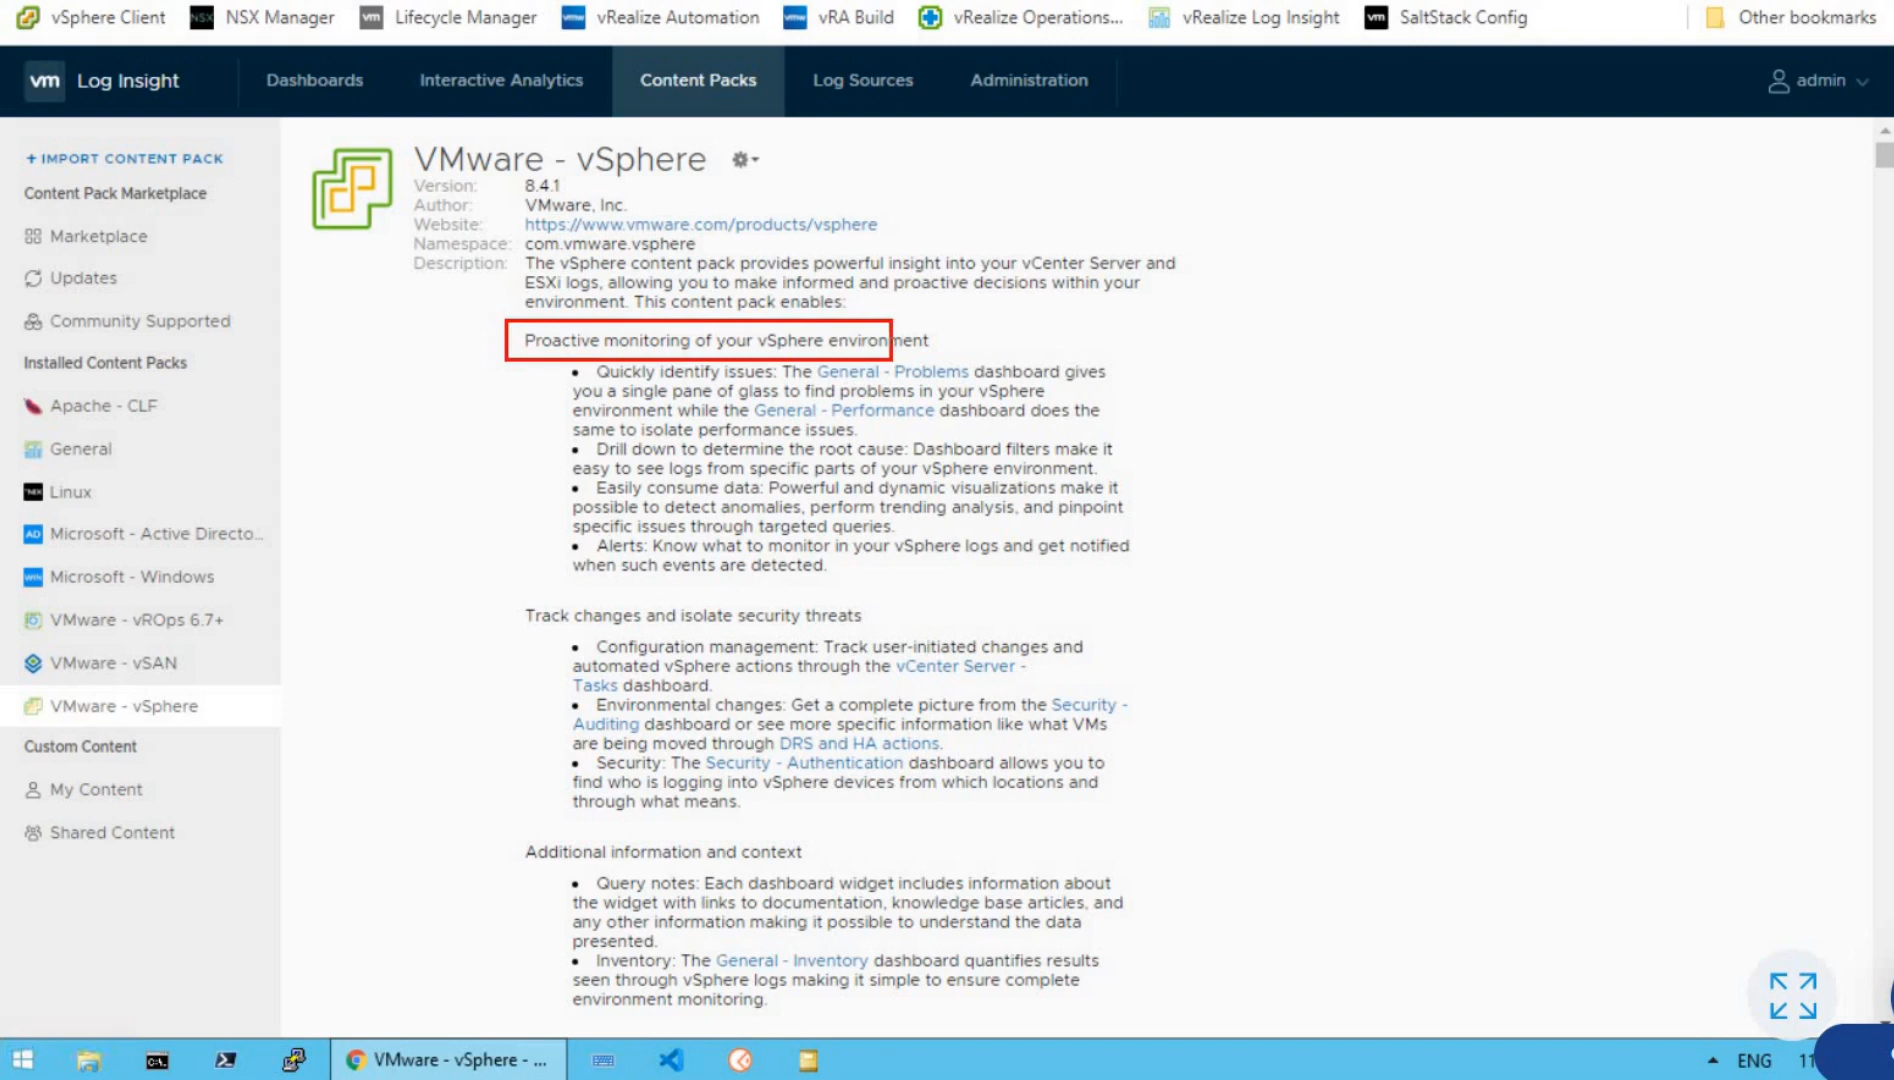 vSphere Client NSX Manager Lifecycle Manager vRealize Automation vRA Build vRealize Operations... vRealize Log Insight SaltStack Config Other bookmarks
vm Log Insight Dashboards Interactive Analytics Content Packs Log Sources Administration admin
+ IMPORT CONTENT PACK
Content Pack Marketplace
Marketplace
Updates
Community Supported
Installed Content Packs
Apache - CLF
General
Linux
Microsoft - Active Directo...
Microsoft - Windows
VMware - vROps 6.7+
VMware - vSAN
VMware - vSphere
Custom Content
My Content
Shared Content
VMware - vSphere
Version: 8.4.1
Author: VMware, Inc.
Website: https://www.vmware.com/products/vsphere
Namespace: com.vmware.vsphere
Description: The vSphere content pack provides powerful insight into your vCenter Server and
ESXi logs, allowing you to make informed and proactive decisions within your
environment. This content pack enables:
Proactive monitoring of your vSphere environment
• Quickly identify issues: The General - Problems dashboard gives
you a single pane of glass to find problems in your vSphere
environment while the General - Performance dashboard does the
same to isolate performance issues.
• Drill down to determine the root cause: Dashboard filters make it
easy to see logs from specific parts of your vSphere environment.
• Easily consume data: Powerful and dynamic visualizations make it
possible to detect anomalies, perform trending analysis, and pinpoint
specific issues through targeted queries.
• Alerts: Know what to monitor in your vSphere logs and get notified
when such events are detected.
Track changes and isolate security threats
• Configuration management: Track user-initiated changes and
automated vSphere actions through the vCenter Server -
Tasks dashboard.
• Environmental changes: Get a complete picture from the Security -
Auditing dashboard or see more specific information like what VMs
are being moved through DRS and HA actions.
• Security: The Security - Authentication dashboard allows you to
find who is logging into vSphere devices from which locations and
through what means.
Additional information and context
• Query notes: Each dashboard widget includes information about
the widget with links to documentation, knowledge base articles, and
any other information making it possible to understand the data
presented.
• Inventory: The General - Inventory dashboard quantifies results
seen through vSphere logs making it simple to ensure complete
environment monitoring.
VMware - vSphere - ... ENG 11